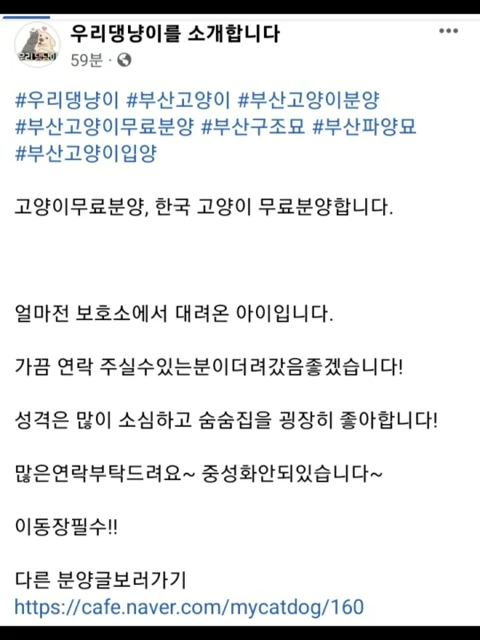 우리댕냥이를 소개합니다
59분 ·
우리 댕냥이
#우리댕냥이 #부산고양이 #부산고양이분양
#부산고양이무료분양 #부산구조묘 #부산파양묘
#부산고양이입양
고양이무료분양, 한국 고양이 무료분양합니다.
얼마전 보호소에서 대려온 아이입니다.
가끔 연락 주실수있는분이더려갔음좋겠습니다!
성격은 많이 소심하고 숨숨집을 굉장히 좋아합니다!
많은연락부탁드려요~ 중성화안되있습니다~
이동장필수!!
다른 분양글보러가기
https://cafe.naver.com/mycatdog/160